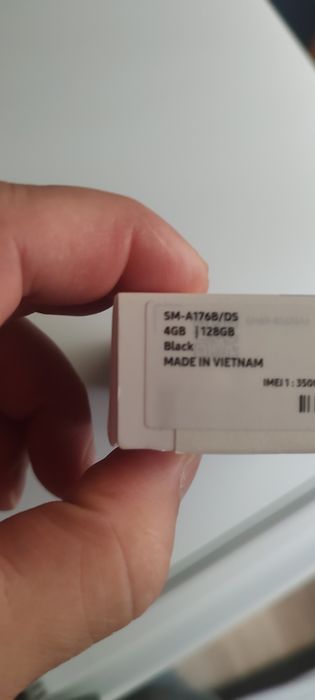 SM-A176B/DS
4GB | 128GB
Black
MADE IN VIETNAM
IMEI 1 : 350